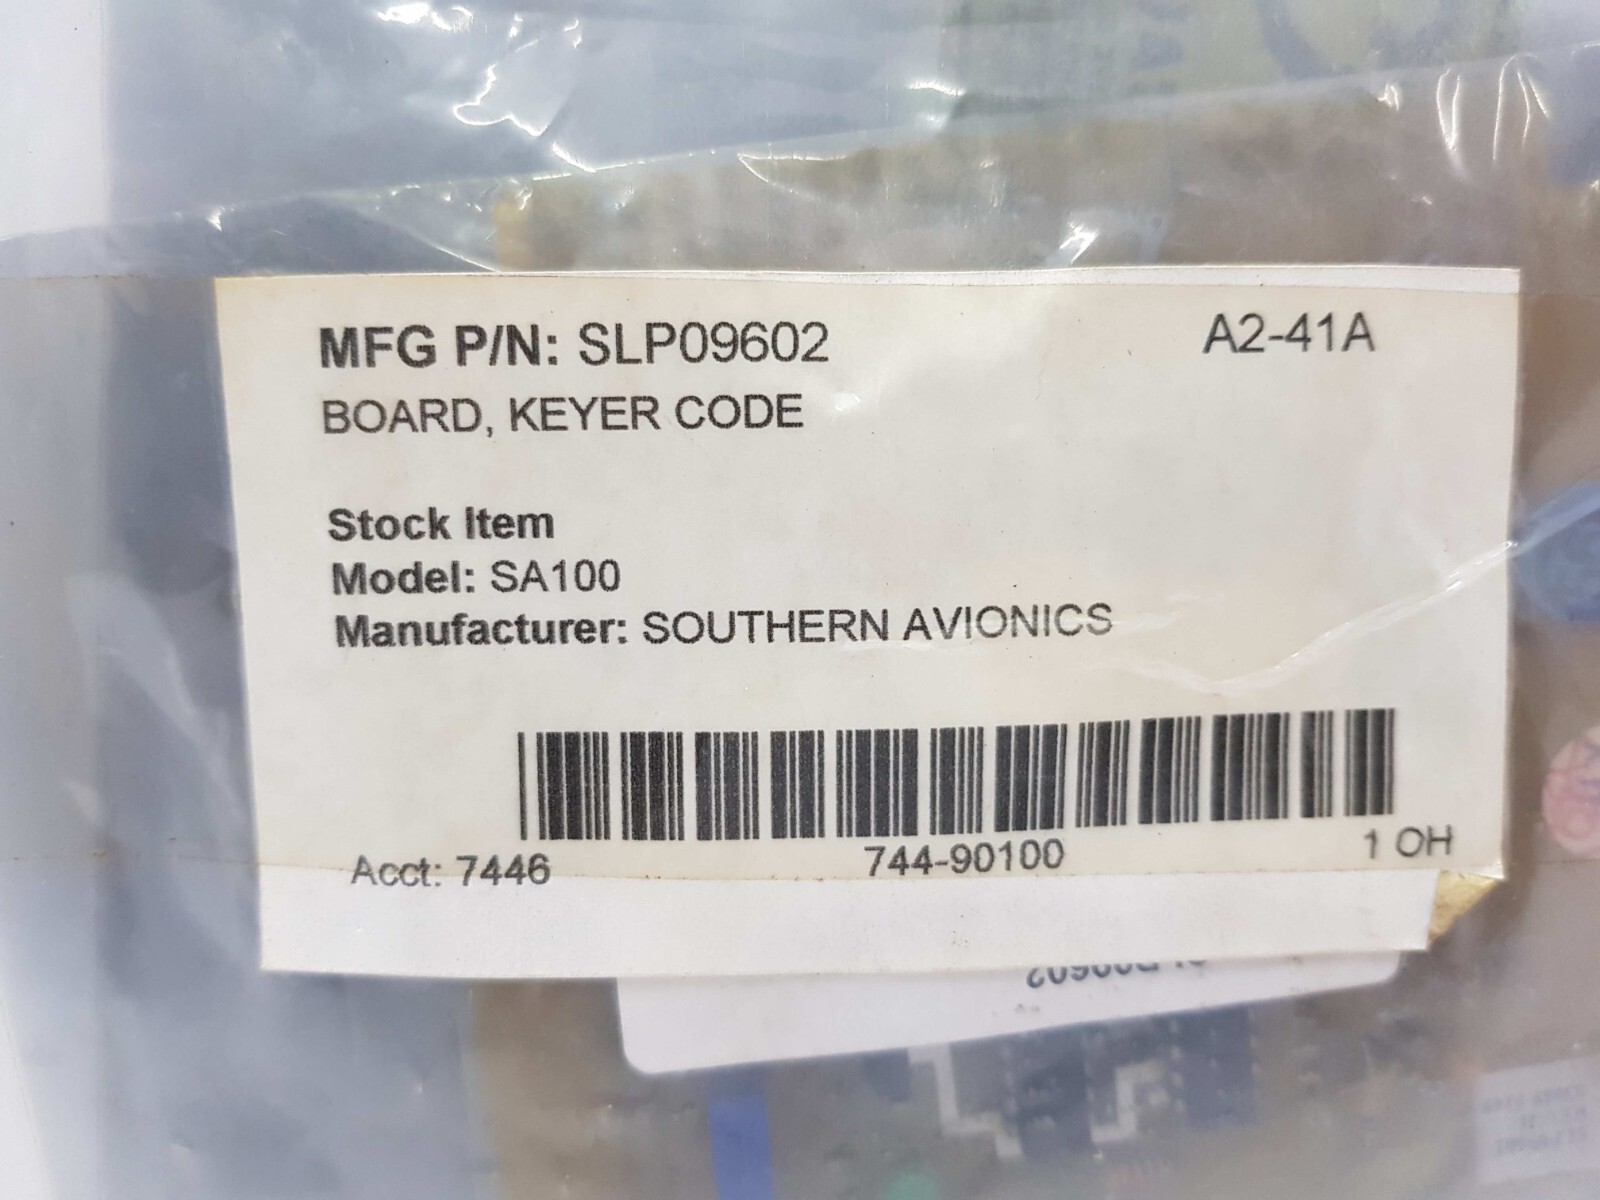 MFG P/N: SLP09602 A2-41A
BOARD, KEYER CODE
Stock Item
Model: SA100
Manufacturer: SOUTHERN AVIONICS
Acct: 7446 744-90100 1 OH